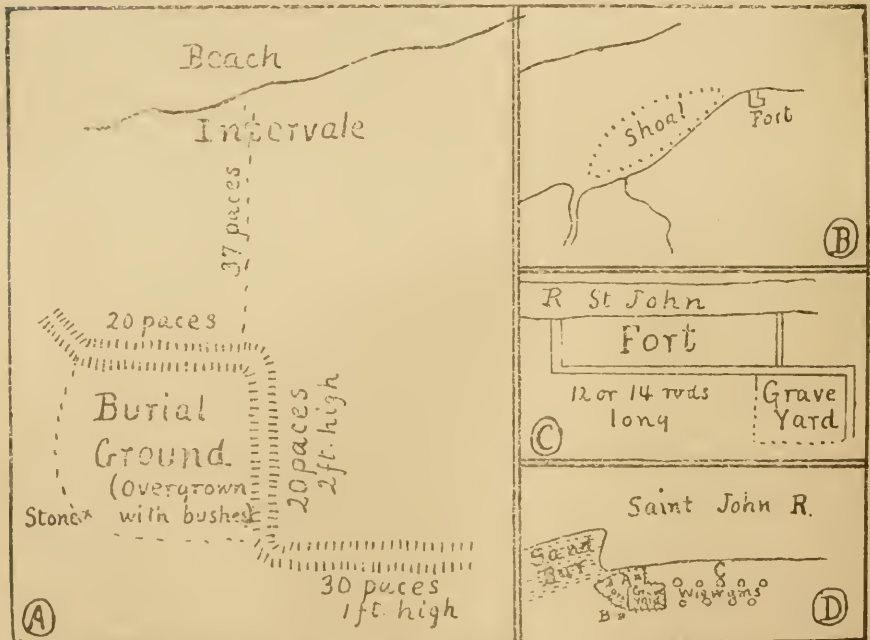 Beach
Intervale
37 paces
20 paces
Burial
Ground
(Overgrown
with bushes)
Stone x
20 paces
2 ft. high
30 paces
1 ft. high
A
Shoal
Fort
B
R St John
Fort
12 or 14 rods
long
Grave
Yard
C
Saint John R.
Sand
Bar
A
C
Wigwgms
B
D